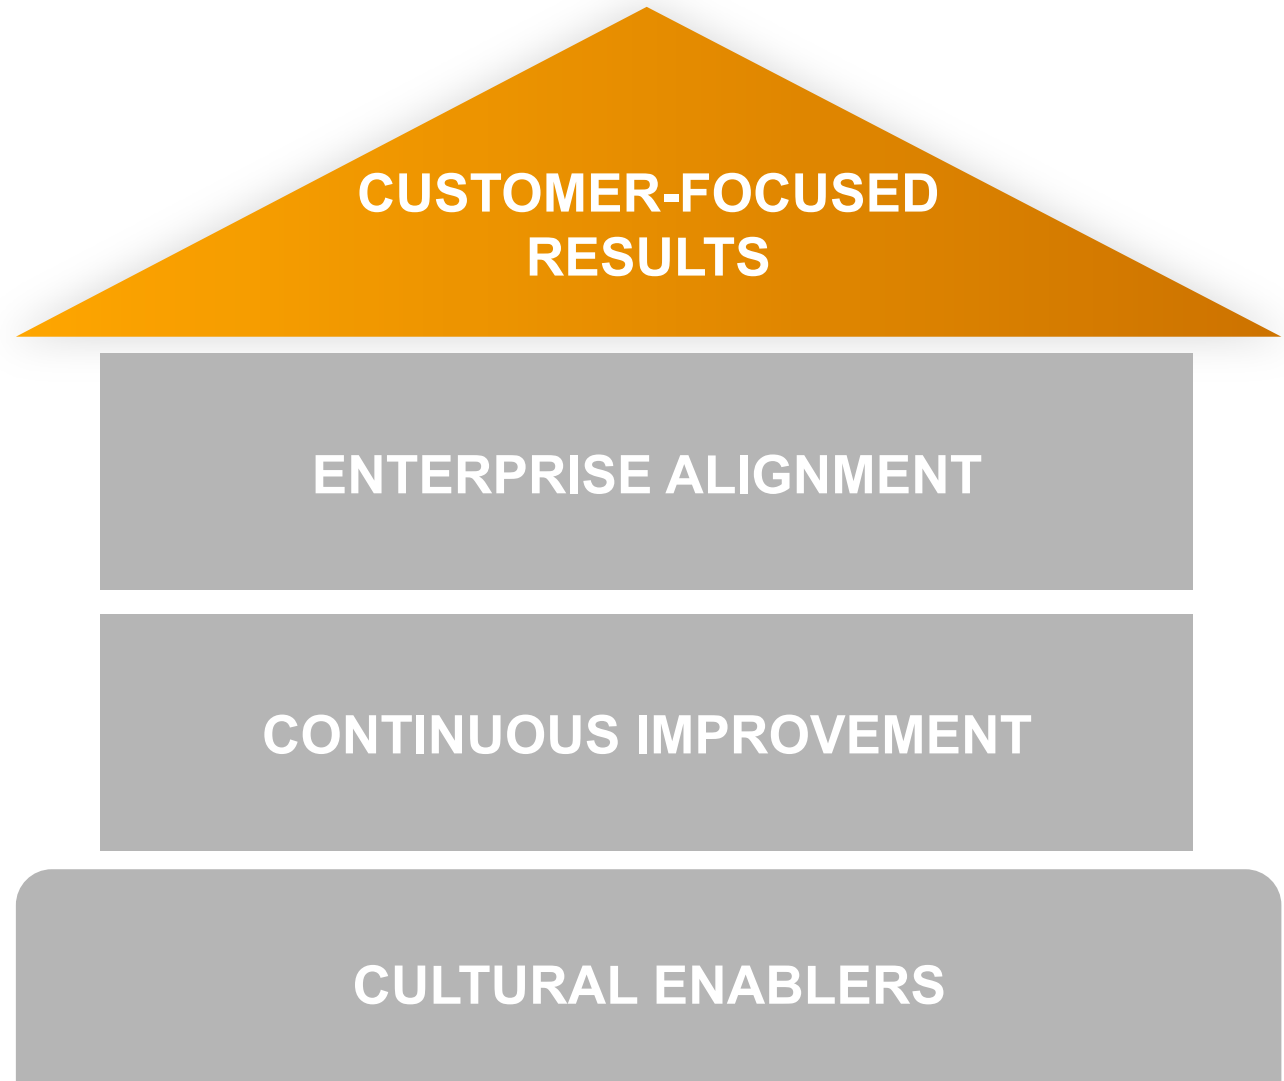 CUSTOMER-FOCUSED
RESULTS
ENTERPRISE ALIGNMENT
CONTINUOUS IMPROVEMENT
CULTURAL ENABLERS